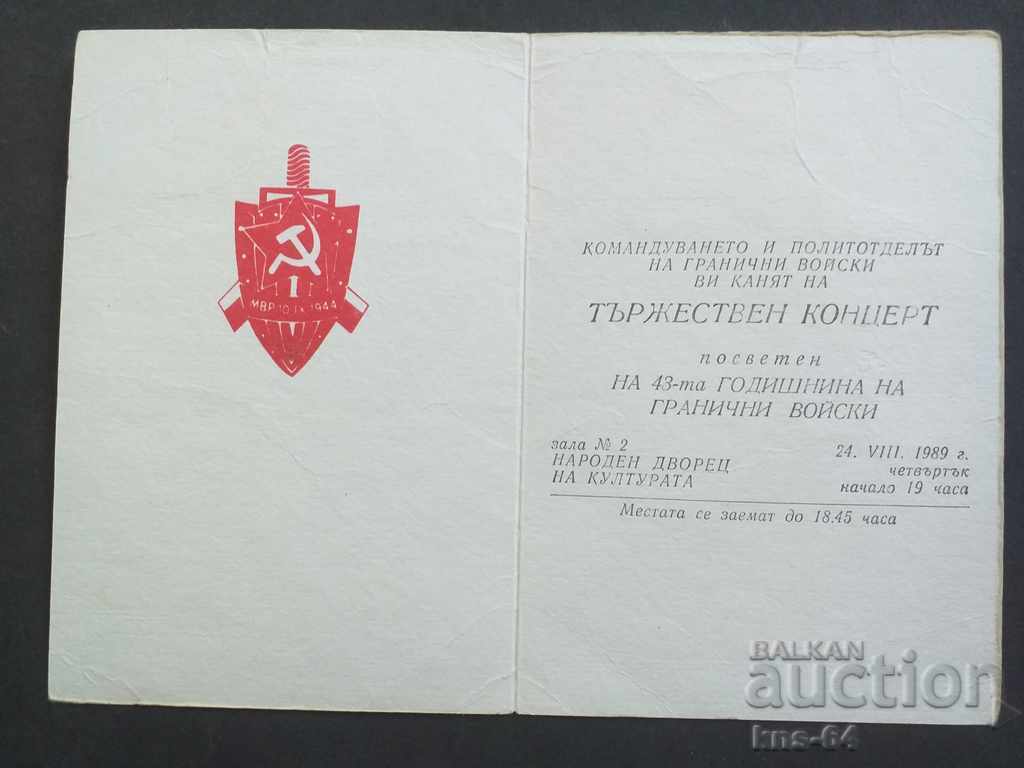 I
МВР 10.IX.1944
КОМАНДУВАНЕТО И ПОЛИТОТДЕЛЪТ
НА ГРАНИЧНИ ВОЙСКИ
ВИ КАНЯТ НА
ТЪРЖЕСТВЕН КОНЦЕРТ
посветен
НА 43-та ГОДИШНИНА НА
ГРАНИЧНИ ВОЙСКИ
зала № 2
НАРОДЕН ДВОРЕЦ
НА КУЛТУРАТА
24. VIII. 1989 г.
четвъртък
начало 19 часа
Местата се заемат до 18.45 часа
BALKAN
auction
kns-64